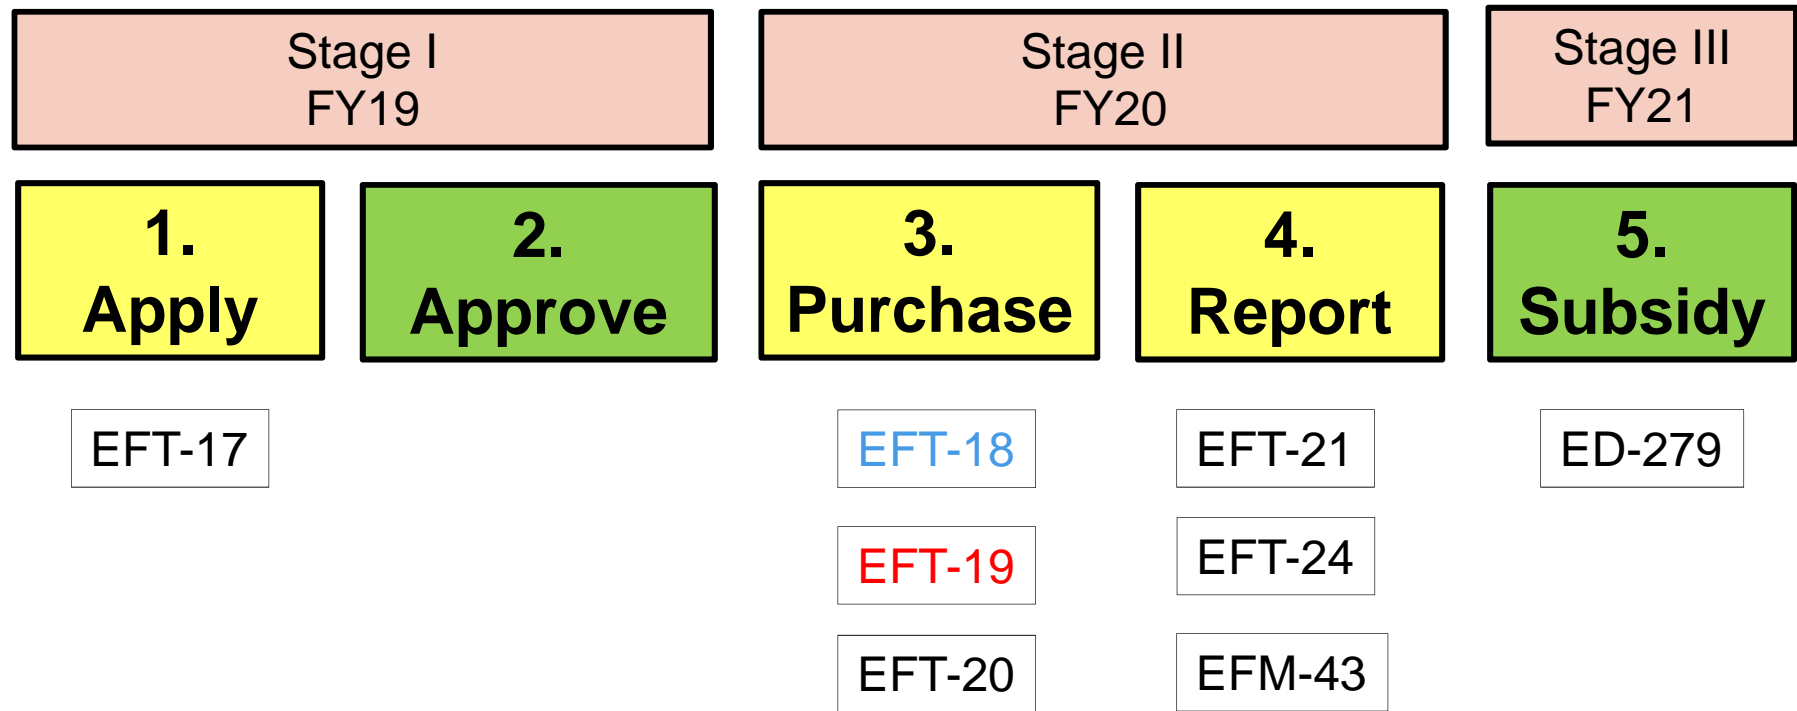 Stage I
FY19
Stage II
FY20
Stage III
FY21
1.
Apply
2.
Approve
3.
Purchase
4.
Report
5.
Subsidy
EFT-17
EFT-18
EFT-21
ED-279
EFT-19
EFT-24
EFT-20
EFM-43